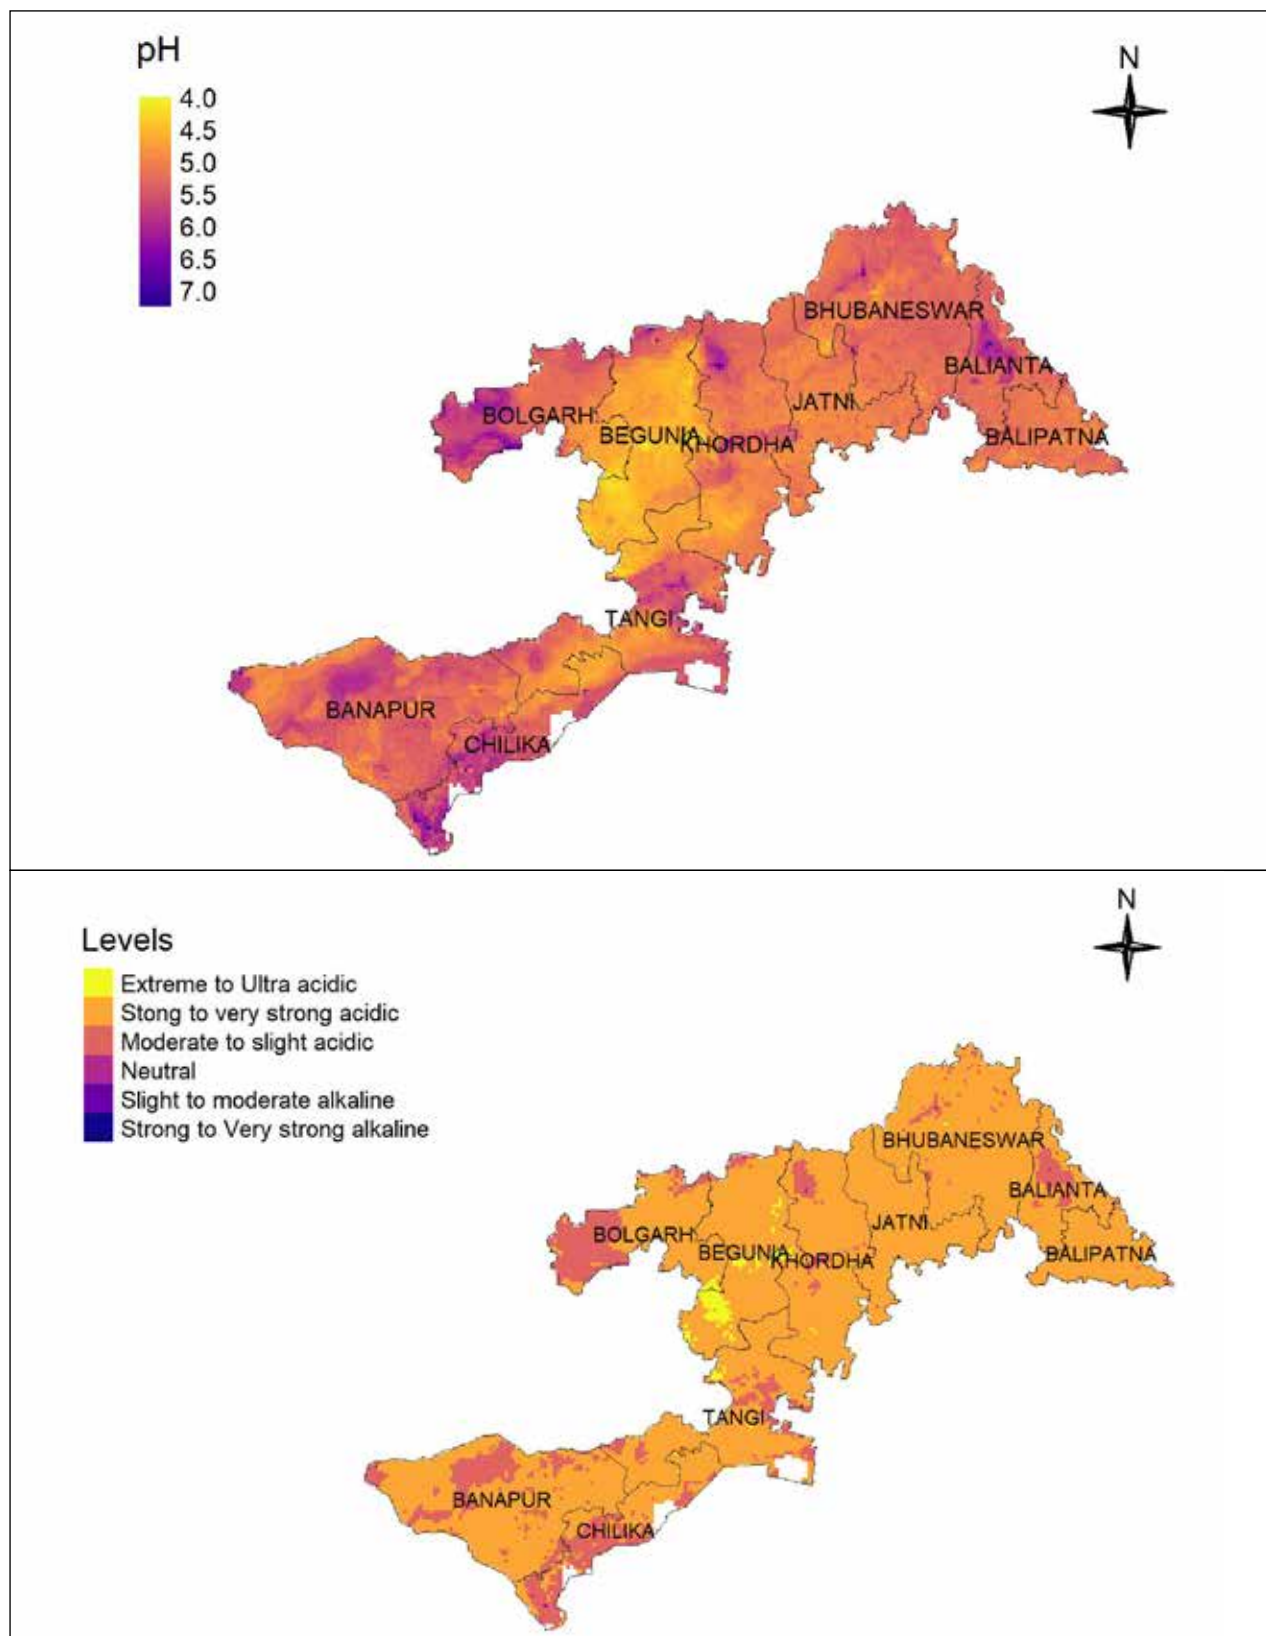 pH
4.0
4.5
5.0
5.5
6.0
6.5
7.0
N
BHUBANESWAR
BALIANTA
JATNI
BOLGARH
BEGUNIA
KHORDHA
BALIPATNA
TANGI
BANAPUR
CHILIKA
N
Levels
Extreme to Ultra acidic
Stong to very strong acidic
Moderate to slight acidic
Neutral
Slight to moderate alkaline
Strong to Very strong alkaline
BHUBANESWAR
BALIANTA
JATNI
BOLGARH
BEGUNIA
KHORDHA
BALIPATNA
TANGI
BANAPUR
CHILIKA